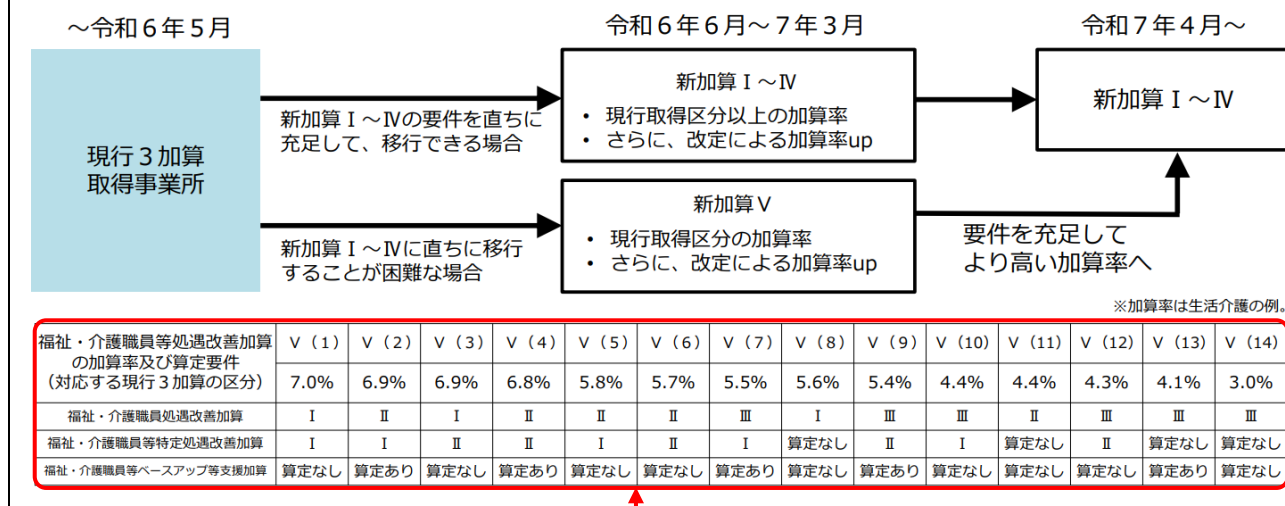 ～令和６年５月
令和６年６月～７年３月
令和７年４月～
現行３加算
取得事業所
新加算Ⅰ～Ⅳの要件を直ちに
充足して、移行できる場合
新加算Ⅰ～Ⅳ
• 現行取得区分以上の加算率
• さらに、改定による加算率up
新加算Ⅰ～Ⅳ
新加算Ⅰ～Ⅳに直ちに移行
することが困難な場合
新加算Ⅴ
• 現行取得区分の加算率
• さらに、改定による加算率up
要件を充足して
より高い加算率へ
※加算率は生活介護の例。
福祉・介護職員等処遇改善加算
の加算率及び算定要件
（対応する現行３加算の区分）
Ⅴ（1） Ⅴ（2） Ⅴ（3） Ⅴ（4） Ⅴ（5） Ⅴ（6） Ⅴ（7） Ⅴ（8） Ⅴ（9） Ⅴ（10） Ⅴ（11） Ⅴ（12） Ⅴ（13） Ⅴ（14）
7.0% 6.9% 6.9% 6.8% 5.8% 5.7% 5.5% 5.6% 5.4% 4.4% 4.4% 4.3% 4.1% 3.0%
福祉・介護職員処遇改善加算 Ⅰ Ⅱ Ⅰ Ⅱ Ⅱ Ⅱ Ⅲ Ⅰ Ⅲ Ⅲ Ⅱ Ⅲ Ⅲ Ⅲ
福祉・介護職員等特定処遇改善加算 Ⅰ Ⅰ Ⅱ Ⅱ Ⅰ Ⅱ Ⅰ 算定なし Ⅱ Ⅰ 算定なし Ⅱ 算定なし 算定なし
福祉・介護職員等ベースアップ等支援加算 算定なし 算定あり 算定なし 算定あり 算定なし 算定なし 算定あり 算定なし 算定あり 算定なし 算定なし 算定なし 算定あり 算定なし